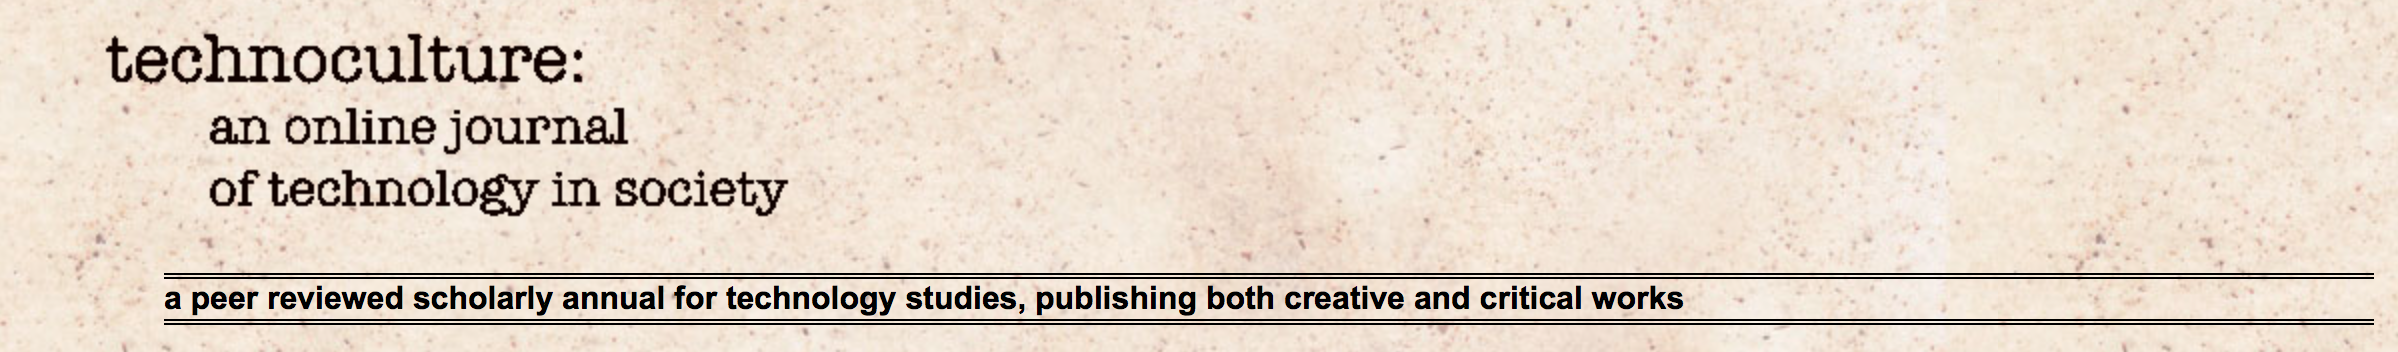 technoculture:
an online journal
of technology in society
a peer reviewed scholarly annual for technology studies, publishing both creative and critical works